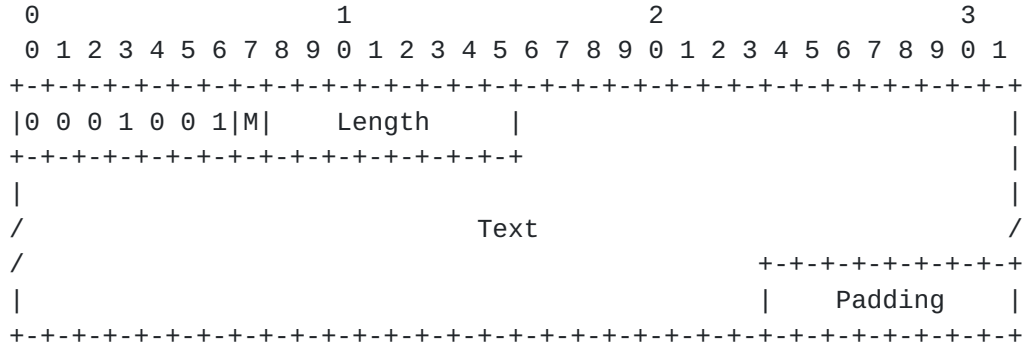 0                   1                   2                   3
 0 1 2 3 4 5 6 7 8 9 0 1 2 3 4 5 6 7 8 9 0 1 2 3 4 5 6 7 8 9 0 1
+-+-+-+-+-+-+-+-+-+-+-+-+-+-+-+-+-+-+-+-+-+-+-+-+-+-+-+-+-+-+-+-+
|0 0 0 1 0 0 1|M|    Length     |                               |
+-+-+-+-+-+-+-+-+-+-+-+-+-+-+-+-+                               |
|                                                               |
/                             Text                              /
/                                               +-+-+-+-+-+-+-+-+
|                                               |    Padding    |
+-+-+-+-+-+-+-+-+-+-+-+-+-+-+-+-+-+-+-+-+-+-+-+-+-+-+-+-+-+-+-+-+